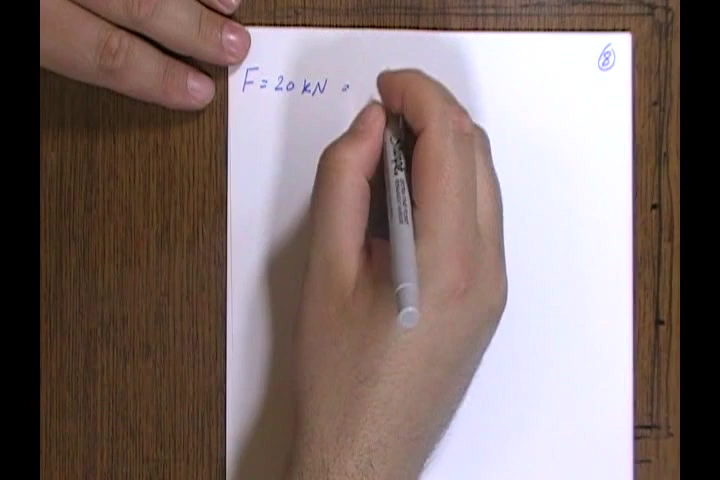 8
F = 20 kN =